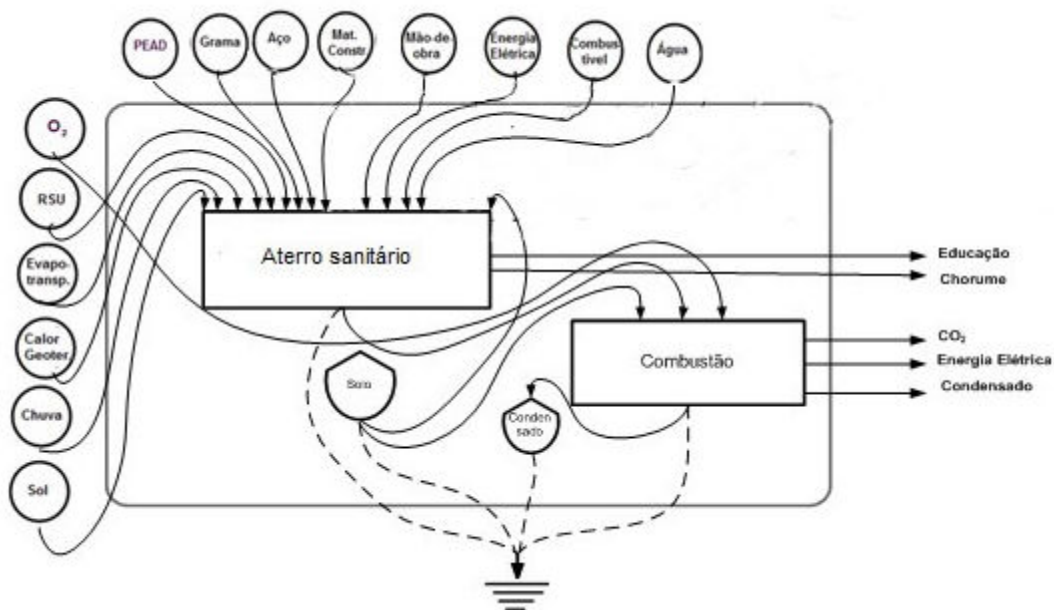 PEAD
Grama
Aço
Mat.
Constr.
Mão-de-
obra
Energia
Elétrica
Combus
tível
Água
O₂
RSU
Evapo-
transp.
Calor
Geoter.
Chuva
Sol
Aterro sanitário
Solo
Conden
sado
Combustão
Educação
Chorume
CO₂
Energia Elétrica
Condensado